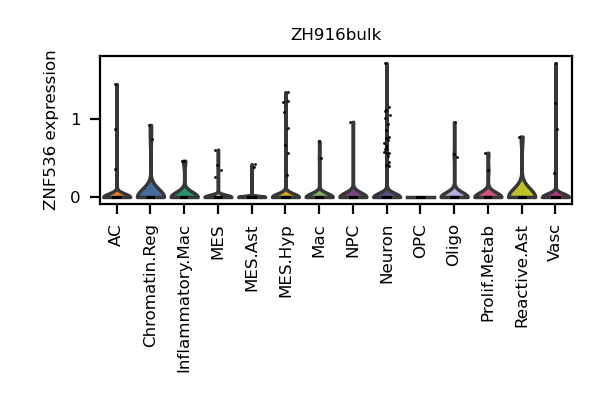 ZH916bulk
ZNF536 expression
1
0
AC
Chromatin.Reg
Inflammatory.Mac
MES
MES.Ast
MES.Hyp
Mac
NPC
Neuron
OPC
Oligo
Prolif.Metab
Reactive.Ast
Vasc